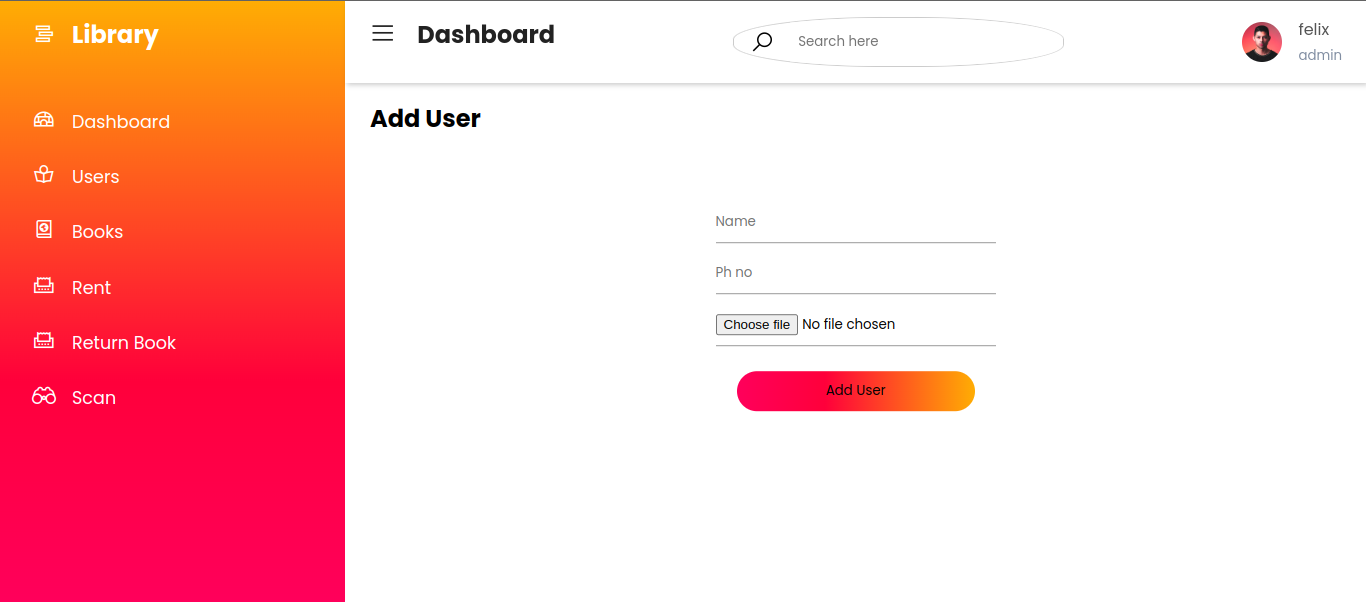 Library
Dashboard
Users
Books
Rent
Return Book
Scan
Dashboard
Search here
felix
admin
Add User
Name
Ph no
Choose file No file chosen
Add User